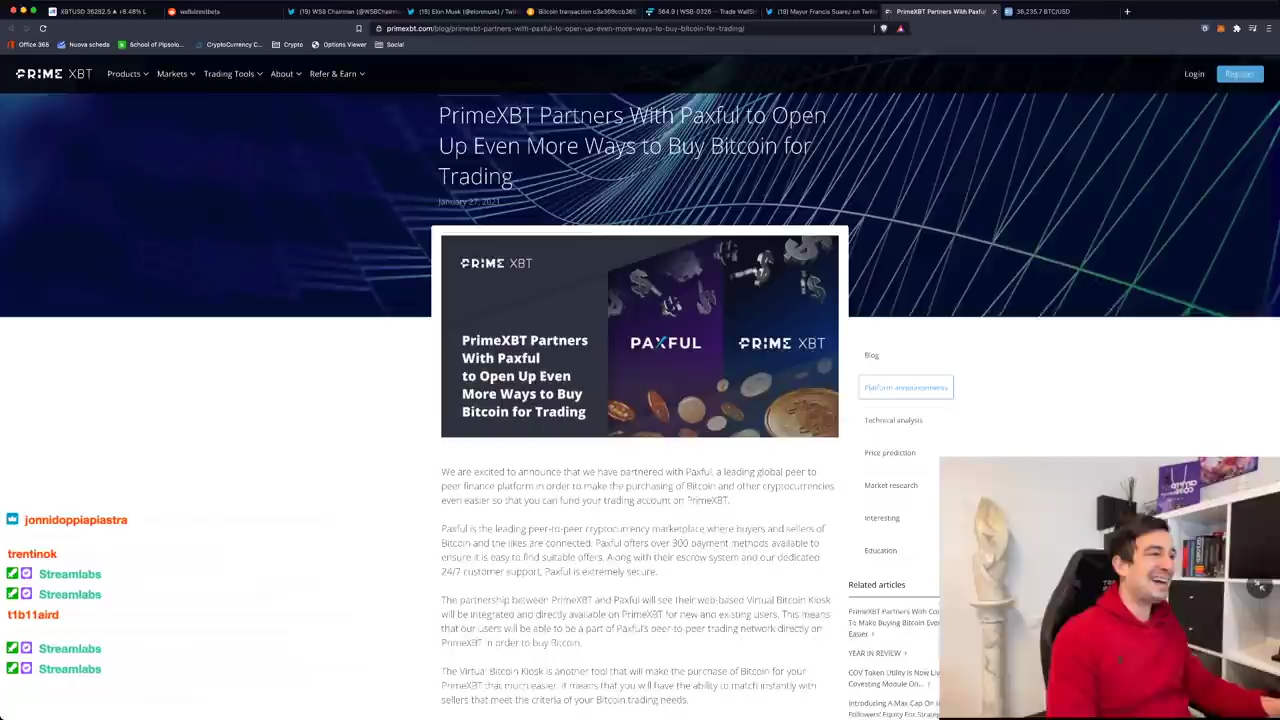 XBTUSD 36282.5▲ +8.48% L
wallstreetbets
(19) WSB Chairman (@WSBChairm
(19) Elon Musk (@elonmusk) / Twitt
Bitcoin transaction c3a369ccb366
564.9 | WSB-0326 — Trade WallSt
(18) Mayor Francis Suarez on Twitt
PrimeXBT Partners With Paxful
36,235.7 BTC/USD
primexbt.com/blog/primexbt-partners-with-paxful-to-open-up-even-more-ways-to-buy-bitcoin-for-trading/
Office 365
Nuova scheda
School of Pipsolo...
CryptoCurrency C...
Crypto
Options Viewer
Social
PRIME XBT
Products
Markets
Trading Tools
About
Refer & Earn
Login
Register
PrimeXBT Partners With Paxful to Open
Up Even More Ways to Buy Bitcoin for
Trading
January 27, 2021
PRIME XBT
PrimeXBT Partners
With Paxful
to Open Up Even
More Ways to Buy
Bitcoin for Trading
PAXFUL
PRIME XBT
We are excited to announce that we have partnered with Paxful, a leading global peer to
peer finance platform in order to make the purchasing of Bitcoin and other cryptocurrencies
even easier so that you can fund your trading account on PrimeXBT.
Paxful is the leading peer-to-peer cryptocurrency marketplace where buyers and sellers of
Bitcoin and the likes are connected. Paxful offers over 300 payment methods available to
ensure it is easy to find suitable offers. Along with their escrow system and our dedicated
24/7 customer support, Paxful is extremely secure.
The partnership between PrimeXBT and Paxful will see their web-based Virtual Bitcoin Kiosk
will be integrated and directly available on PrimeXBT for new and existing users. This means
that our users will be able to be a part of Paxful's peer-to-peer trading network directly on
PrimeXBT in order to buy Bitcoin.
The Virtual Bitcoin Kiosk is another tool that will make the purchase of Bitcoin for your
PrimeXBT that much easier. It means that you will have the ability to match instantly with
sellers that meet the criteria of your Bitcoin trading needs.
Blog
Platform announcements
Technical analysis
Price prediction
Market research
Interesting
Education
Related articles
PrimeXBT Partners With Coi
To Make Buying Bitcoin Eve
Easier
YEAR IN REVIEW
COV Token Utility Is Now Liv
Covesting Module On...
Introducing A Max Cap On
Followers' Equity For Strateg
jonnidoppiapiastra
trentinok
Streamlabs
Streamlabs
t1b11aird
Streamlabs
Streamlabs